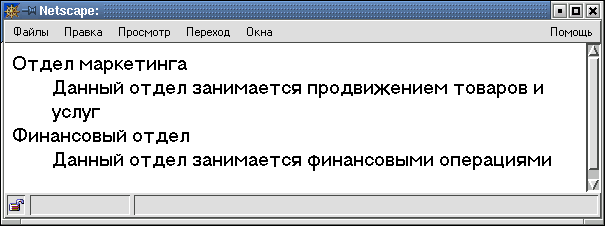 Netscape:
Файлы Правка Просмотр Переход Окна Помощь
Отдел маркетинга
Данный отдел занимается продвижением товаров и
услуг
Финансовый отдел
Данный отдел занимается финансовыми операциями